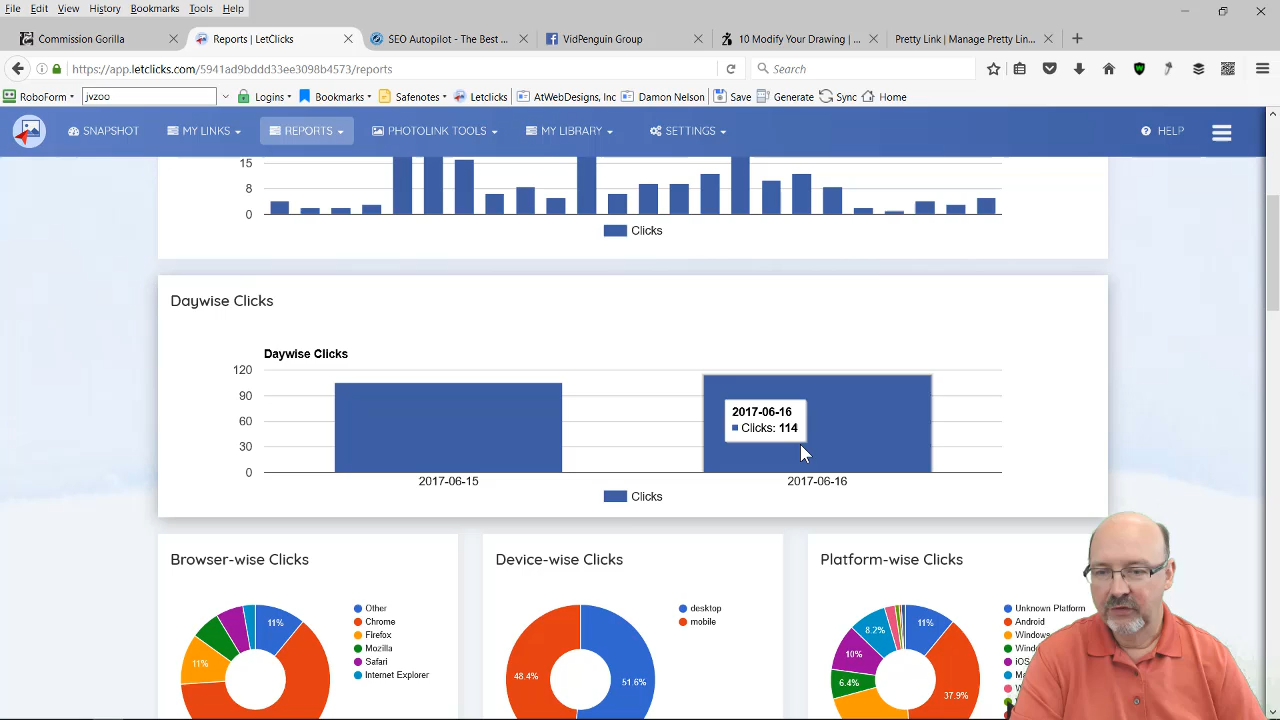 File Edit View History Bookmarks Tools Help
Commission Gorilla
Reports | LetClicks
SEO Autopilot - The Best ...
VidPenguin Group
10 Modify Your Drawing | ...
Pretty Link | Manage Pretty Lin...
https://app.letclicks.com/5941ad9bddd33ee3098b4573/reports
Search
RoboForm
jvzoo
Logins
Bookmarks
Safenotes
Letclicks
AtWebDesigns, Inc
Damon Nelson
Save
Generate
Sync
Home
SNAPSHOT
MY LINKS
REPORTS
PHOTOLINK TOOLS
MY LIBRARY
SETTINGS
HELP
15
8
0
Clicks
Daywise Clicks
Daywise Clicks
120
90
60
30
0
2017-06-16
Clicks: 114
2017-06-15
2017-06-16
Clicks
Browser-wise Clicks
11%
11%
Other
Chrome
Firefox
Mozilla
Safari
Internet Explorer
Device-wise Clicks
48.4%
51.6%
desktop
mobile
Platform-wise Clicks
11%
8.2%
10%
6.4%
37.9%
Unknown Platform
Android
iOS